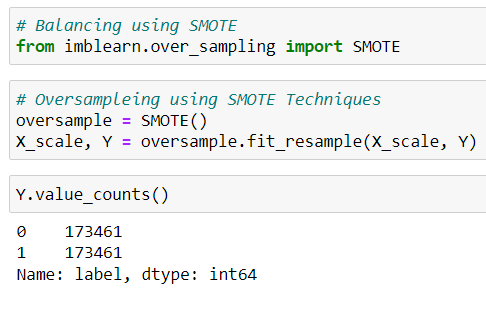 # Balancing using SMOTE
from imblearn.over_sampling import SMOTE
# Oversampleing using SMOTE Techniques
oversample = SMOTE()
X_scale, Y = oversample.fit_resample(X_scale, Y)
Y.value_counts()
0    173461
1    173461
Name: label, dtype: int64